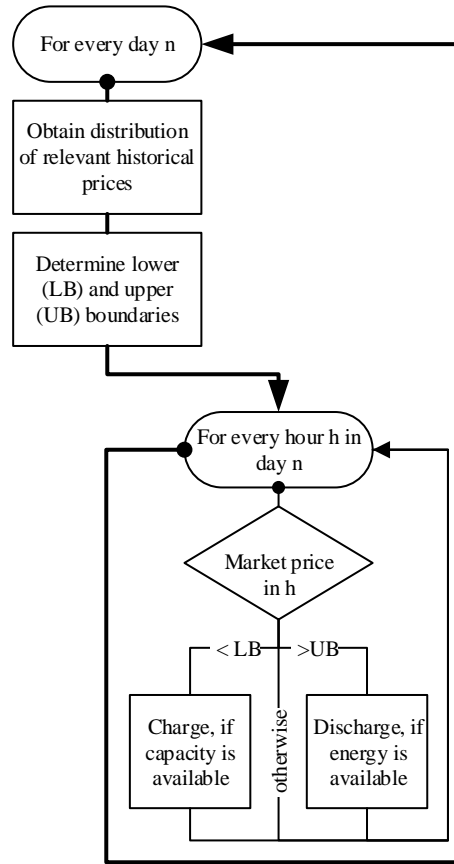 For every day n
Obtain distribution
of relevant historical
prices
Determine lower
(LB) and upper
(UB) boundaries
For every hour h in
day n
Market price
in h
< LB
>UB
Charge, if
capacity is
available
otherwise
Discharge, if
energy is
available